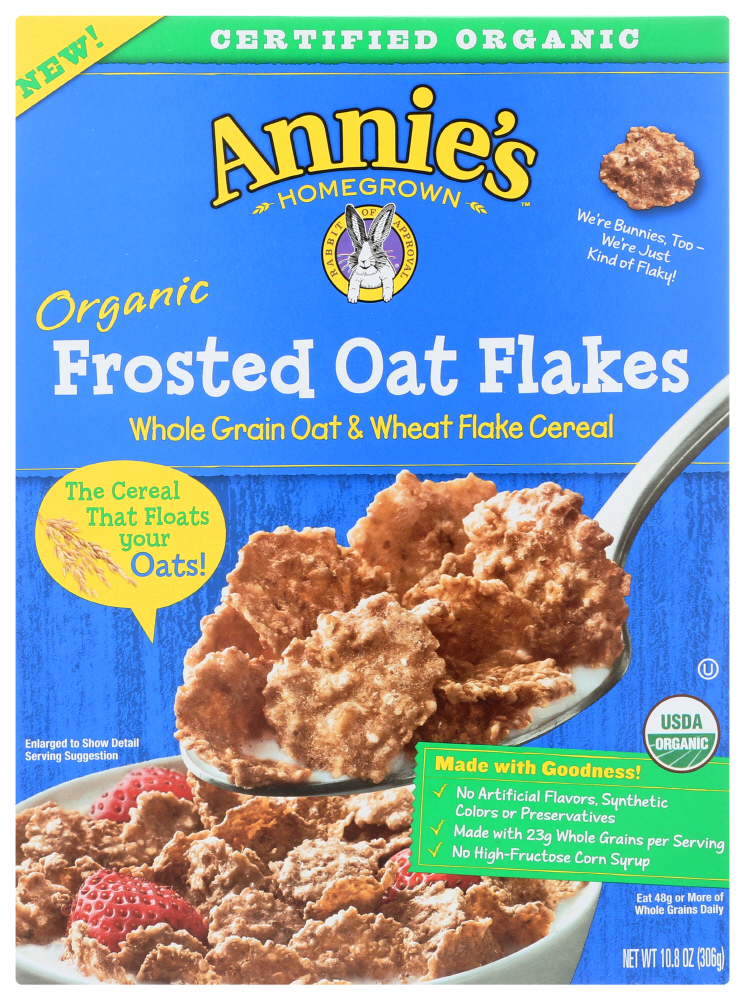 NEW!
CERTIFIED ORGANIC
Annie's™
HOMEGROWN
RABBIT OF APPROVAL
We're Bunnies, Too –
We're Just
Kind of Flaky!
Organic
Frosted Oat Flakes
Whole Grain Oat & Wheat Flake Cereal
The Cereal
That Floats
your
Oats!
U
USDA
ORGANIC
Enlarged to Show Detail
Serving Suggestion
Made with Goodness!
✓ No Artificial Flavors, Synthetic
Colors or Preservatives
✓ Made with 23g Whole Grains per Serving
✓ No High-Fructose Corn Syrup
Eat 48g or More of
Whole Grains Daily
NET WT 10.8 OZ (306g)